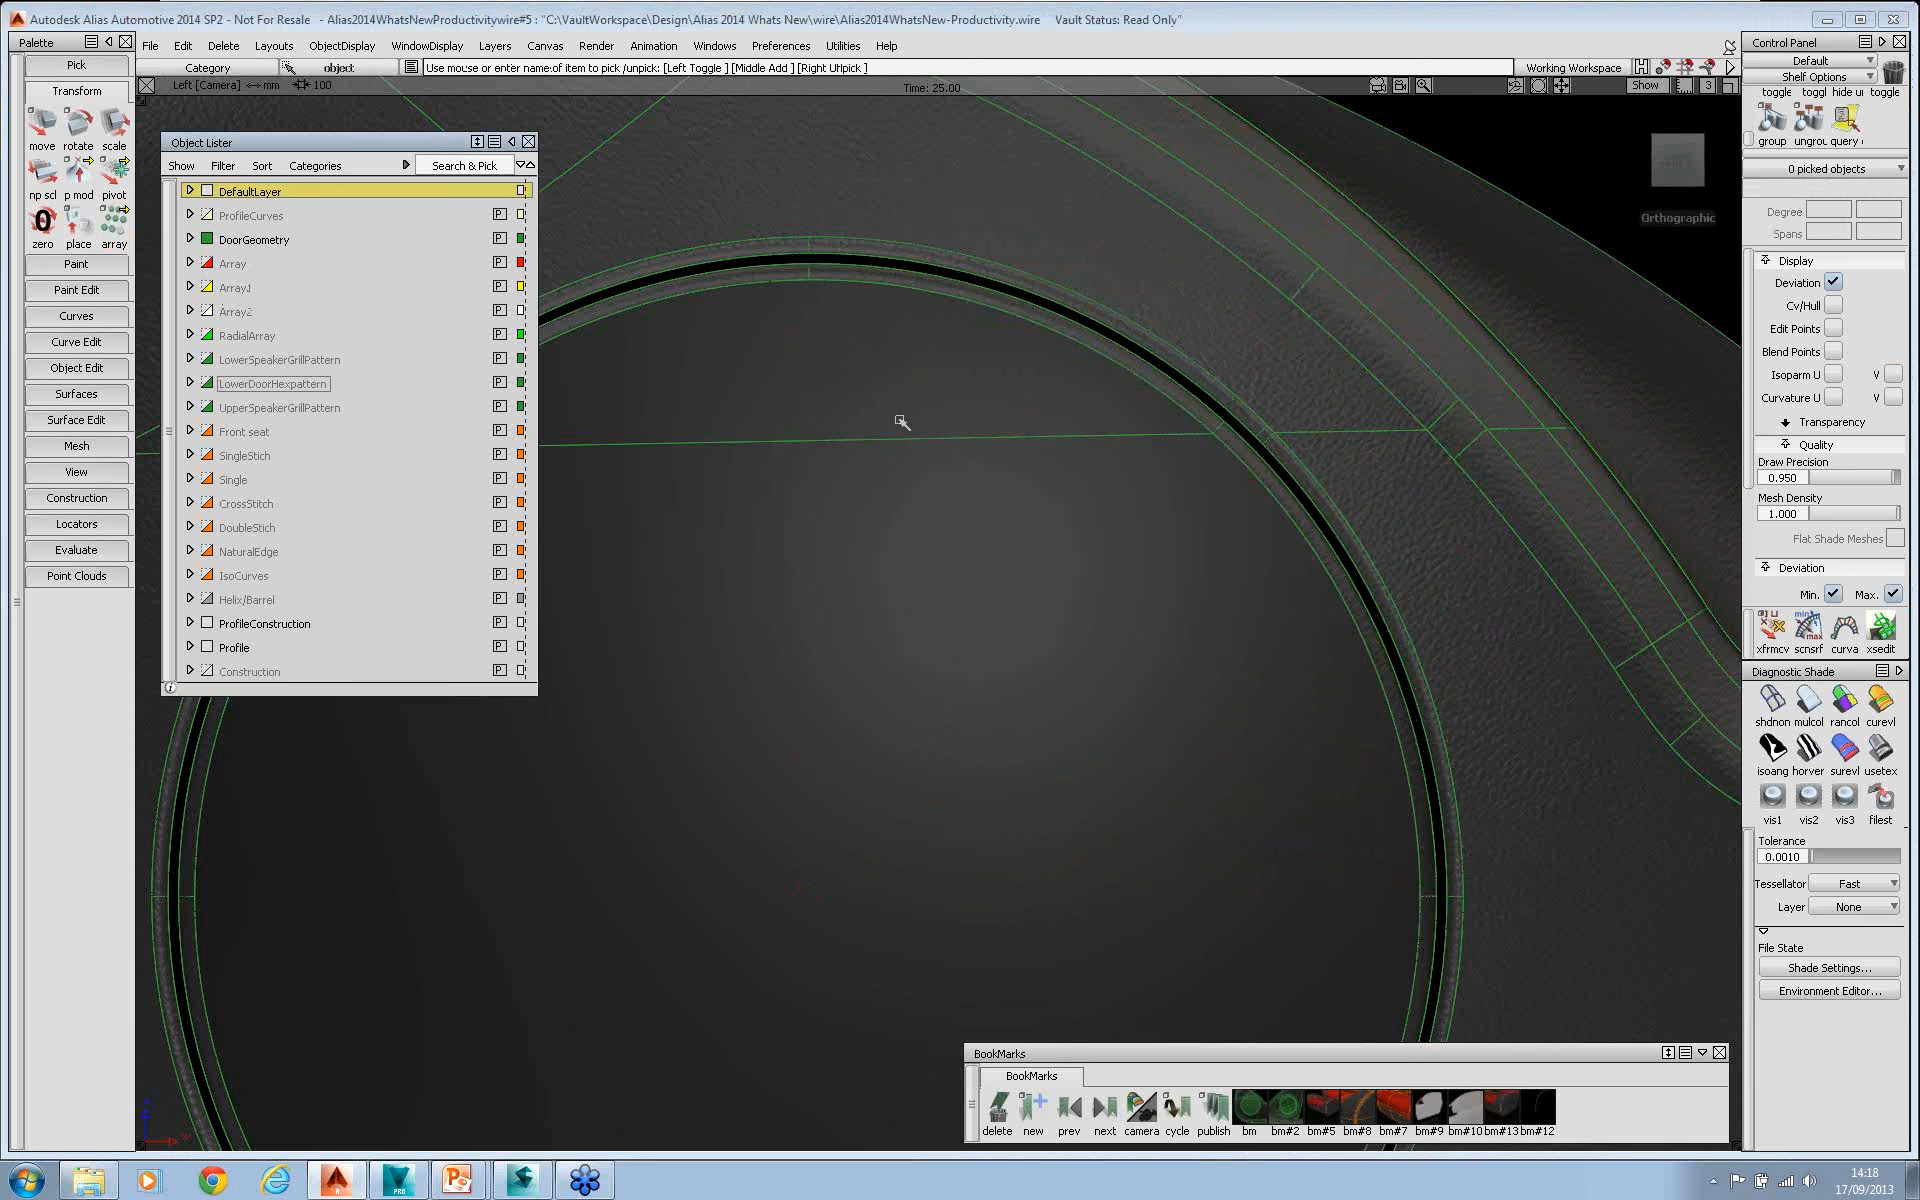 Autodesk Alias Automotive 2014 SP2 - Not For Resale - Alias2014WhatsNewProductivitywire#5 : "C:\VaultWorkspace\Design\Alias 2014 Whats New\wire\Alias2014WhatsNew-Productivity.wire Vault Status: Read Only"
Palette
File Edit Delete Layouts ObjectDisplay WindowDisplay Layers Canvas Render Animation Windows Preferences Utilities Help
Control Panel
Category object Use mouse or enter name of item to pick /unpick: [Left Toggle ] [Middle Add ] [Right UHpick ] Working Workspace
Default
Shelf Options
Left [Camera] <-> mm 100 Time: 25.00 Show 3
toggle toggl hide u toggle
group ungrou query
0 picked objects
Pick
Transform
move rotate scale
np scl p mod pivot
0
zero place array
Paint
Paint Edit
Curves
Curve Edit
Object Edit
Surfaces
Surface Edit
Mesh
View
Construction
Locators
Evaluate
Point Clouds
Object Lister
Show Filter Sort Categories Search & Pick
DefaultLayer
ProfileCurves P
DoorGeometry P
Array P
Array1 P
Array2 P
RadialArray P
LowerSpeakerGrillPattern P
LowerDoorHexpattern P
UpperSpeakerGrillPattern P
Front seat P
SingleStich P
Single P
CrossStitch P
DoubleStich P
NaturalEdge P
IsoCurves P
Helix/Barrel P
ProfileConstruction P
Profile P
Construction P
Orthographic
Degree
Spans
Display
Deviation
Cv/Hull
Edit Points
Blend Points
Isoparm U V
Curvature U V
Transparency
Quality
Draw Precision
0.950
Mesh Density
1.000
Flat Shade Meshes
Deviation
Min. Max.
xfrmcv scnsrf curva xsedit
Diagnostic Shade
shdnon mulcol rancol curevl
isoang horver surevl usetex
vis1 vis2 vis3 filest
Tolerance
0.0010
Tessellator Fast
Layer None
File State
Shade Settings...
Environment Editor...
BookMarks
BookMarks
delete new prev next camera cycle publish bm bm#2 bm#5 bm#8 bm#7 bm#9 bm#10 bm#13 bm#12
PRO
14:18
17/09/2013